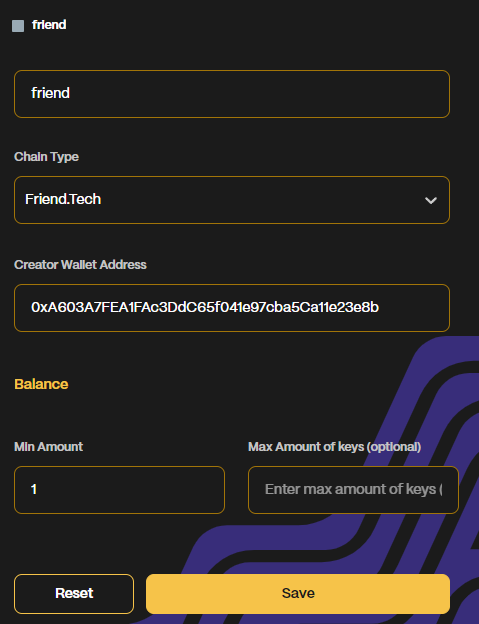 friend
friend
Chain Type
Friend.Tech
Creator Wallet Address
0xA603A7FEA1FAc3DdC65f041e97cba5Ca11e23e8b
Balance
Min Amount
Max Amount of keys (optional)
1
Enter max amount of keys (
Reset
Save